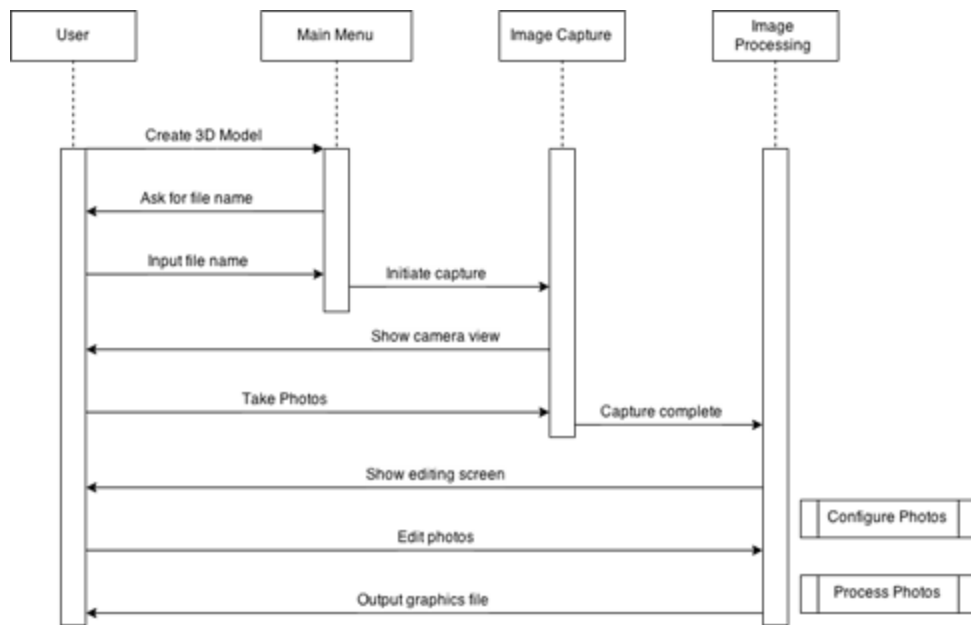 User
Main Menu
Image Capture
Image
Processing
Create 3D Model
Ask for file name
Input file name
Initiate capture
Show camera view
Take Photos
Capture complete
Show editing screen
Configure Photos
Edit photos
Process Photos
Output graphics file